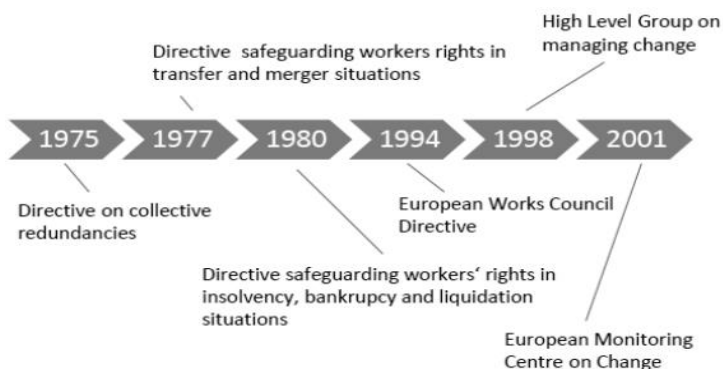 High Level Group on
managing change
Directive  safeguarding workers rights in
transfer and merger situations
1975
1977
1980
1994
1998
2001
Directive on collective
redundancies
European Works Council
Directive
Directive safeguarding workers‘ rights in
insolvency, bankrupcy and liquidation
situations
European Monitoring
Centre on Change